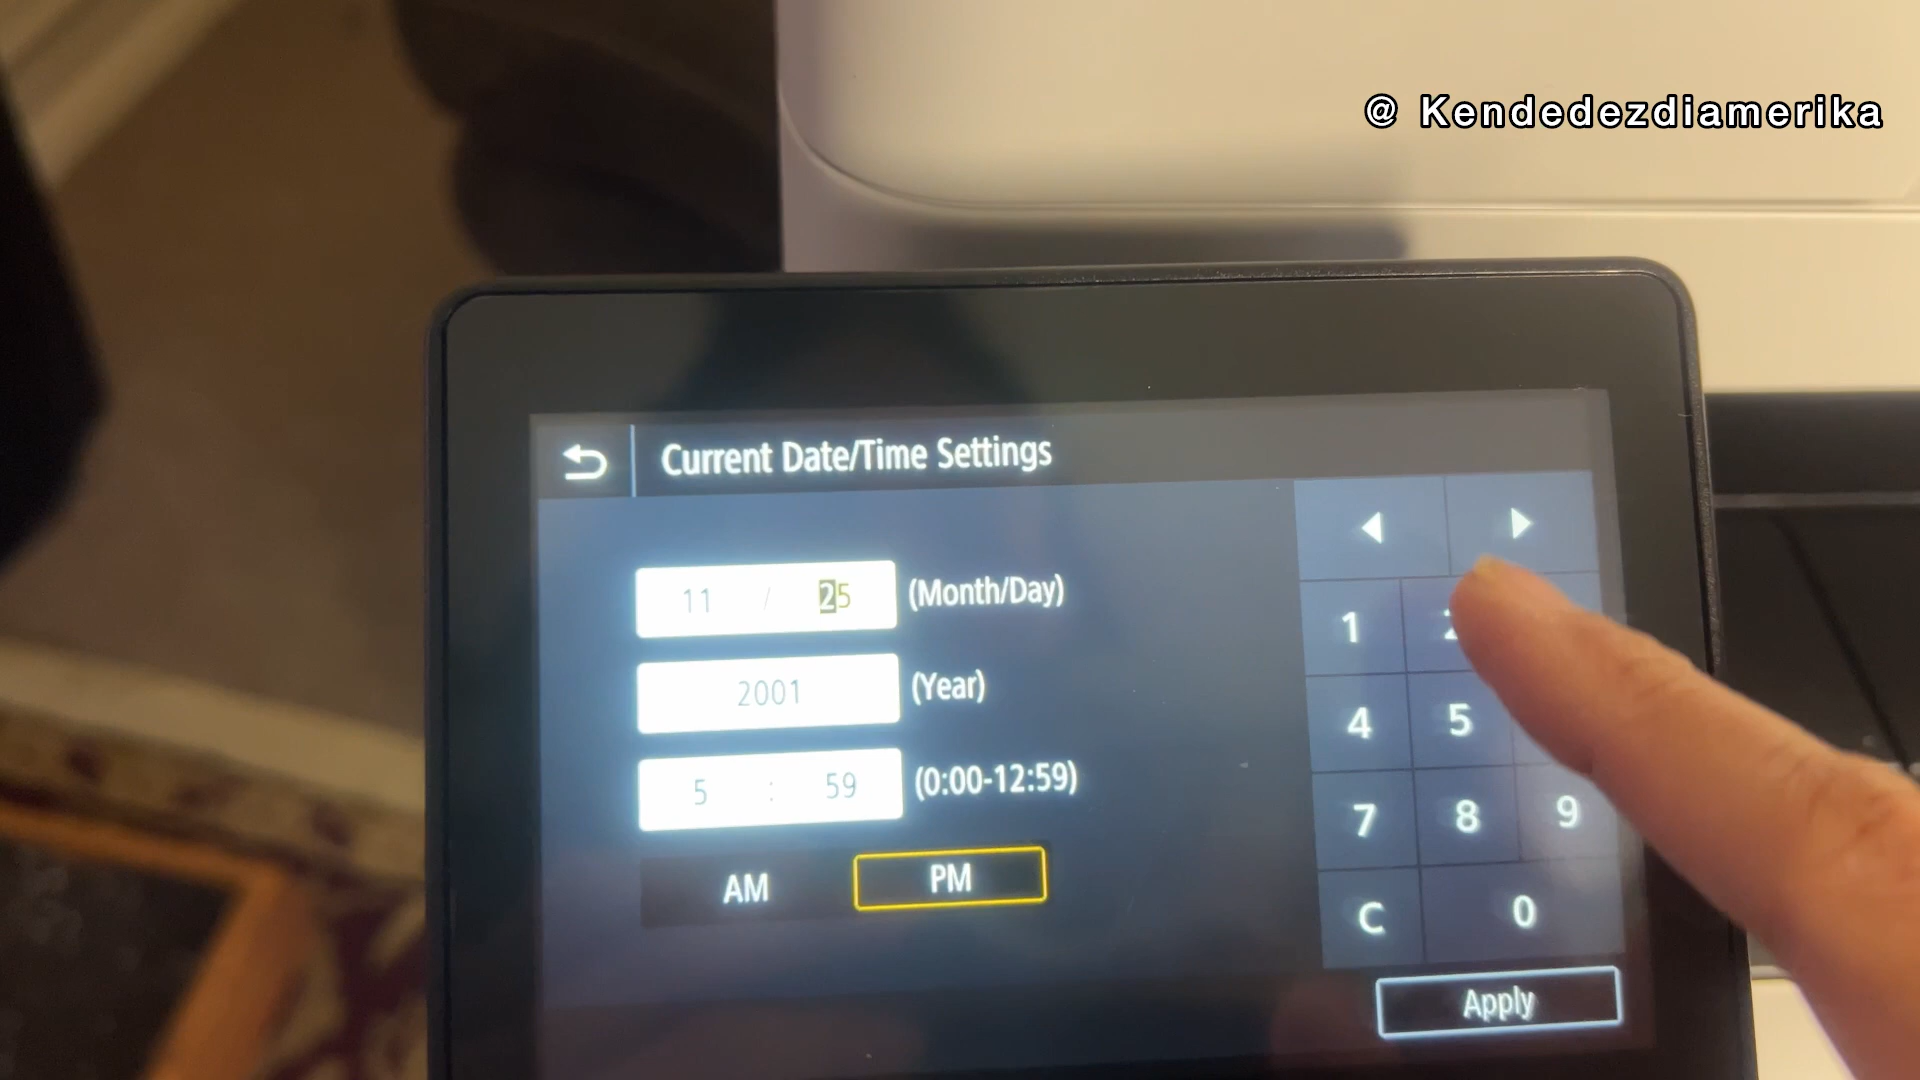 @ Kendedezdiamerika
Current Date/Time Settings
11 / 25 (Month/Day)
2001 (Year)
5 : 59 (0:00-12:59)
AM PM
1
4 5
7 8 9
C 0
Apply